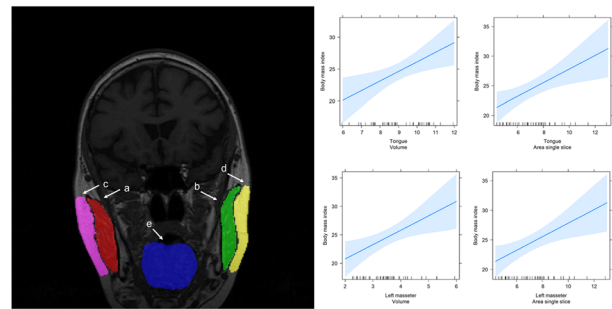 d
c
a
b
e
Body mass index
30
25
20
6
7
8
9
10
11
12
Tongue
Volume
Body mass index
35
30
25
20
6
8
10
12
Tongue
Area single slice
Body mass index
35
30
25
20
2
3
4
5
6
Left masseter
Volume
Body mass index
35
30
25
20
6
8
10
12
Left masseter
Area single slice